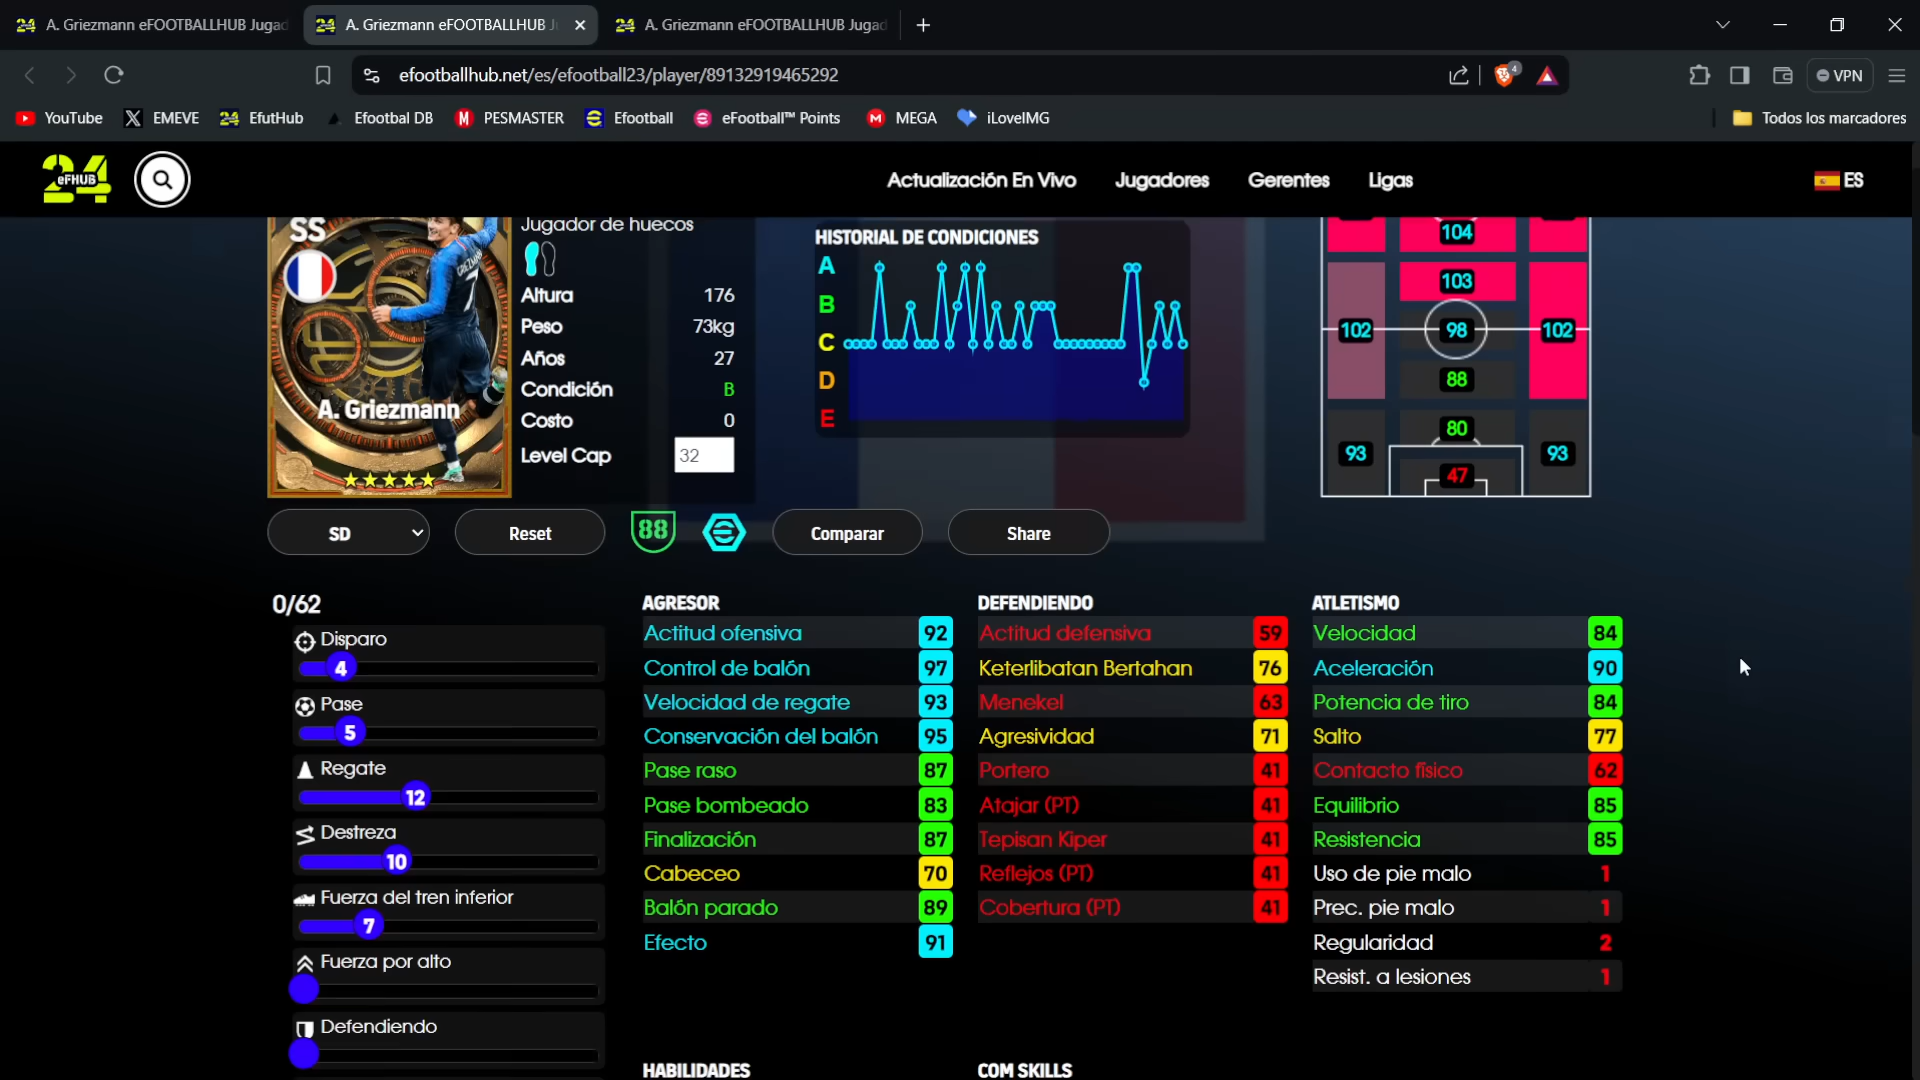 A. Griezmann eFOOTBALLHUB Jugad
A. Griezmann eFOOTBALLHUB J
A. Griezmann eFOOTBALLHUB Jugad
efootballhub.net/es/efootball23/player/89132919465292
4
VPN
YouTube
EMEVE
EfutHub
Efootbal DB
PESMASTER
Efootball
eFootball™ Points
MEGA
iLoveIMG
Todos los marcadores
24
eFHUB
Actualización En Vivo
Jugadores
Gerentes
Ligas
ES
SS
A. Griezmann
Jugador de huecos
Altura 176
Peso 73kg
Años 27
Condición B
Costo 0
Level Cap 32
HISTORIAL DE CONDICIONES
A
B
C
D
E
104
103
102 98 102
88
80
93 93
47
SD
Reset
88
Comparar
Share
0/62
Disparo
4
Pase
5
Regate
12
Destreza
10
Fuerza del tren inferior
7
Fuerza por alto
Defendiendo
AGRESOR
Actitud ofensiva 92
Control de balón 97
Velocidad de regate 93
Conservación del balón 95
Pase raso 87
Pase bombeado 83
Finalización 87
Cabeceo 70
Balón parado 89
Efecto 91
DEFENDIENDO
Actitud defensiva 59
Keterlibatan Bertahan 76
Menekel 63
Agresividad 71
Portero 41
Atajar (PT) 41
Tepisan Kiper 41
Reflejos (PT) 41
Cobertura (PT) 41
ATLETISMO
Velocidad 84
Aceleración 90
Potencia de tiro 84
Salto 77
Contacto físico 62
Equilibrio 85
Resistencia 85
Uso de pie malo 1
Prec. pie malo 1
Regularidad 2
Resist. a lesiones 1
HABILIDADES
COM SKILLS